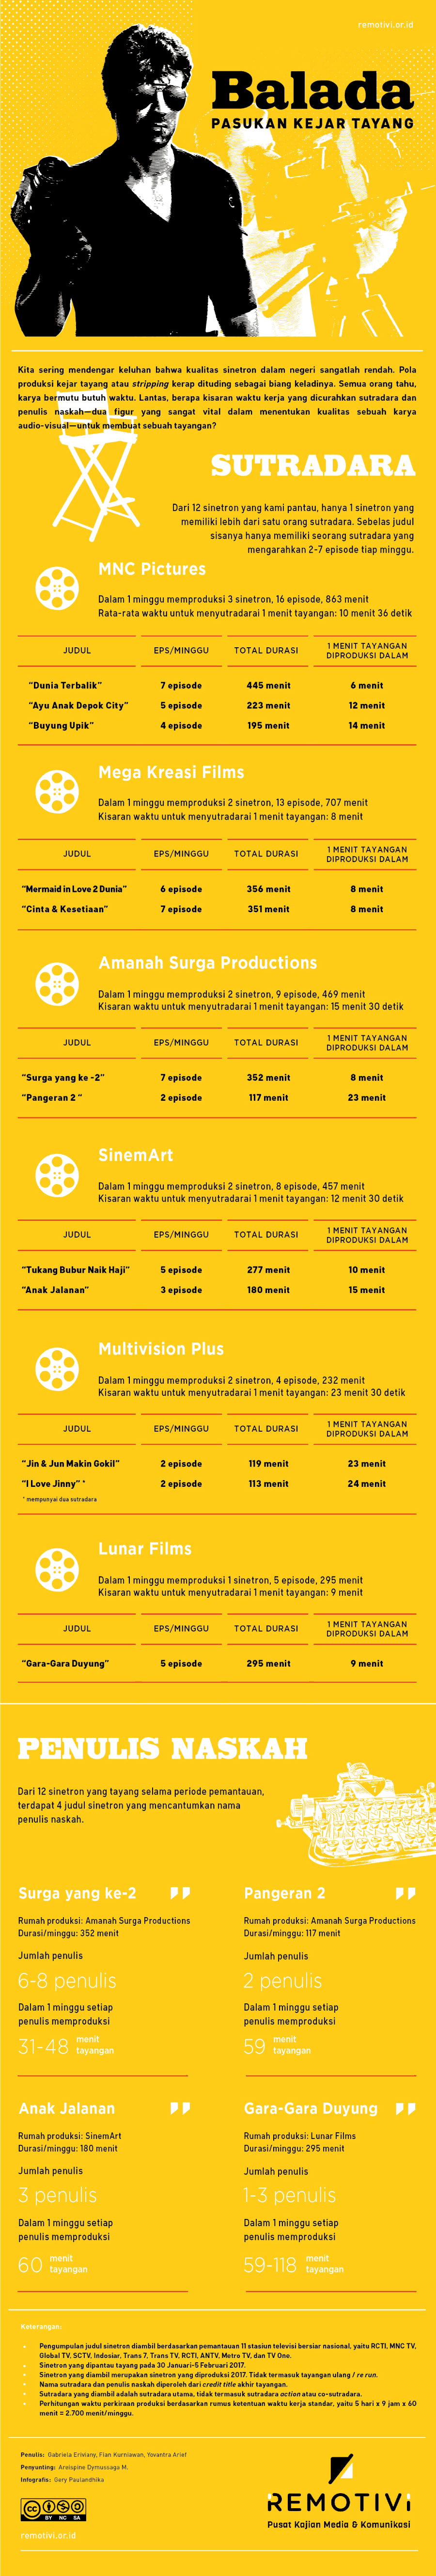 remotivi.or.id
Balada
PASUKAN KEJAR TAYANG
Kita sering mendengar keluhan bahwa kualitas sinetron dalam negeri sangatlah rendah. Pola
produksi kejar tayang atau stripping kerap dituding sebagai biang keladinya. Semua orang tahu,
karya bermutu butuh waktu. Lantas, berapa kisaran waktu kerja yang dicurahkan sutradara dan
penulis naskah—dua figur yang sangat vital dalam menentukan kualitas sebuah karya
audio-visual—untuk membuat sebuah tayangan?
SUTRADARA
Dari 12 sinetron yang kami pantau, hanya 1 sinetron yang
memiliki lebih dari satu orang sutradara. Sebelas judul
sisanya hanya memiliki seorang sutradara yang
mengarahkan 2-7 episode tiap minggu.
MNC Pictures
Dalam 1 minggu memproduksi 3 sinetron, 16 episode, 863 menit
Rata-rata waktu untuk menyutradarai 1 menit tayangan: 10 menit 36 detik
JUDUL EPS/MINGGU TOTAL DURASI 1 MENIT TAYANGAN DIPRODUKSI DALAM
“Dunia Terbalik” 7 episode 445 menit 6 menit
“Ayu Anak Depok City” 5 episode 223 menit 12 menit
“Buyung Upik” 4 episode 195 menit 14 menit
Mega Kreasi Films
Dalam 1 minggu memproduksi 2 sinetron, 13 episode, 707 menit
Kisaran waktu untuk menyutradarai 1 menit tayangan: 8 menit
JUDUL EPS/MINGGU TOTAL DURASI 1 MENIT TAYANGAN DIPRODUKSI DALAM
“Mermaid in Love 2 Dunia” 6 episode 356 menit 8 menit
“Cinta & Kesetiaan” 7 episode 351 menit 8 menit
Amanah Surga Productions
Dalam 1 minggu memproduksi 2 sinetron, 9 episode, 469 menit
Kisaran waktu untuk menyutradarai 1 menit tayangan: 15 menit 30 detik
JUDUL EPS/MINGGU TOTAL DURASI 1 MENIT TAYANGAN DIPRODUKSI DALAM
“Surga yang ke -2” 7 episode 352 menit 8 menit
“Pangeran 2 “ 2 episode 117 menit 23 menit
SinemArt
Dalam 1 minggu memproduksi 2 sinetron, 8 episode, 457 menit
Kisaran waktu untuk menyutradarai 1 menit tayangan: 12 menit 30 detik
JUDUL EPS/MINGGU TOTAL DURASI 1 MENIT TAYANGAN DIPRODUKSI DALAM
“Tukang Bubur Naik Haji” 5 episode 277 menit 10 menit
“Anak Jalanan” 3 episode 180 menit 15 menit
Multivision Plus
Dalam 1 minggu memproduksi 2 sinetron, 4 episode, 232 menit
Kisaran waktu untuk menyutradarai 1 menit tayangan: 23 menit 30 detik
JUDUL EPS/MINGGU TOTAL DURASI 1 MENIT TAYANGAN DIPRODUKSI DALAM
“Jin & Jun Makin Gokil” 2 episode 119 menit 23 menit
“I Love Jinny” * 2 episode 113 menit 24 menit
* mempunyai dua sutradara
Lunar Films
Dalam 1 minggu memproduksi 1 sinetron, 5 episode, 295 menit
Kisaran waktu untuk menyutradarai 1 menit tayangan: 9 menit
JUDUL EPS/MINGGU TOTAL DURASI 1 MENIT TAYANGAN DIPRODUKSI DALAM
“Gara-Gara Duyung” 5 episode 295 menit 9 menit
PENULIS NASKAH
Dari 12 sinetron yang tayang selama periode pemantauan,
terdapat 4 judul sinetron yang mencantumkan nama
penulis naskah.
Surga yang ke-2
Rumah produksi: Amanah Surga Productions
Durasi/minggu: 352 menit
Jumlah penulis
6-8 penulis
Dalam 1 minggu setiap
penulis memproduksi
31-48 menit tayangan
Pangeran 2
Rumah produksi: Amanah Surga Productions
Durasi/minggu: 117 menit
Jumlah penulis
2 penulis
Dalam 1 minggu setiap
penulis memproduksi
59 menit tayangan
Anak Jalanan
Rumah produksi: SinemArt
Durasi/minggu: 180 menit
Jumlah penulis
3 penulis
Dalam 1 minggu setiap
penulis memproduksi
60 menit tayangan
Gara-Gara Duyung
Rumah produksi: Lunar Films
Durasi/minggu: 295 menit
Jumlah penulis
1-3 penulis
Dalam 1 minggu setiap
penulis memproduksi
59-118 menit tayangan
Keterangan:
• Pengumpulan judul sinetron diambil berdasarkan pemantauan 11 stasiun televisi bersiar nasional, yaitu RCTI, MNC TV,
Global TV, SCTV, Indosiar, Trans 7, Trans TV, RCTI, ANTV, Metro TV, dan TV One.
• Sinetron yang dipantau tayang pada 30 Januari-5 Februari 2017.
• Sinetron yang diambil merupakan sinetron yang diproduksi 2017. Tidak termasuk tayangan ulang / re run.
• Nama sutradara dan penulis naskah diperoleh dari credit title akhir tayangan.
• Sutradara yang diambil adalah sutradara utama, tidak termasuk sutradara action atau co-sutradara.
• Perhitungan waktu perkiraan produksi berdasarkan rumus ketentuan waktu kerja standar, yaitu 5 hari x 9 jam x 60
menit = 2.700 menit/minggu.
Penulis: Gabriela Eriviany, Fian Kurniawan, Yovantra Arief
Penyunting: Areispine Dymussaga M.
Infografis: Gery Paulandhika
CC BY NC SA
remotivi.or.id
REMOTIVI
Pusat Kajian Media & Komunikasi